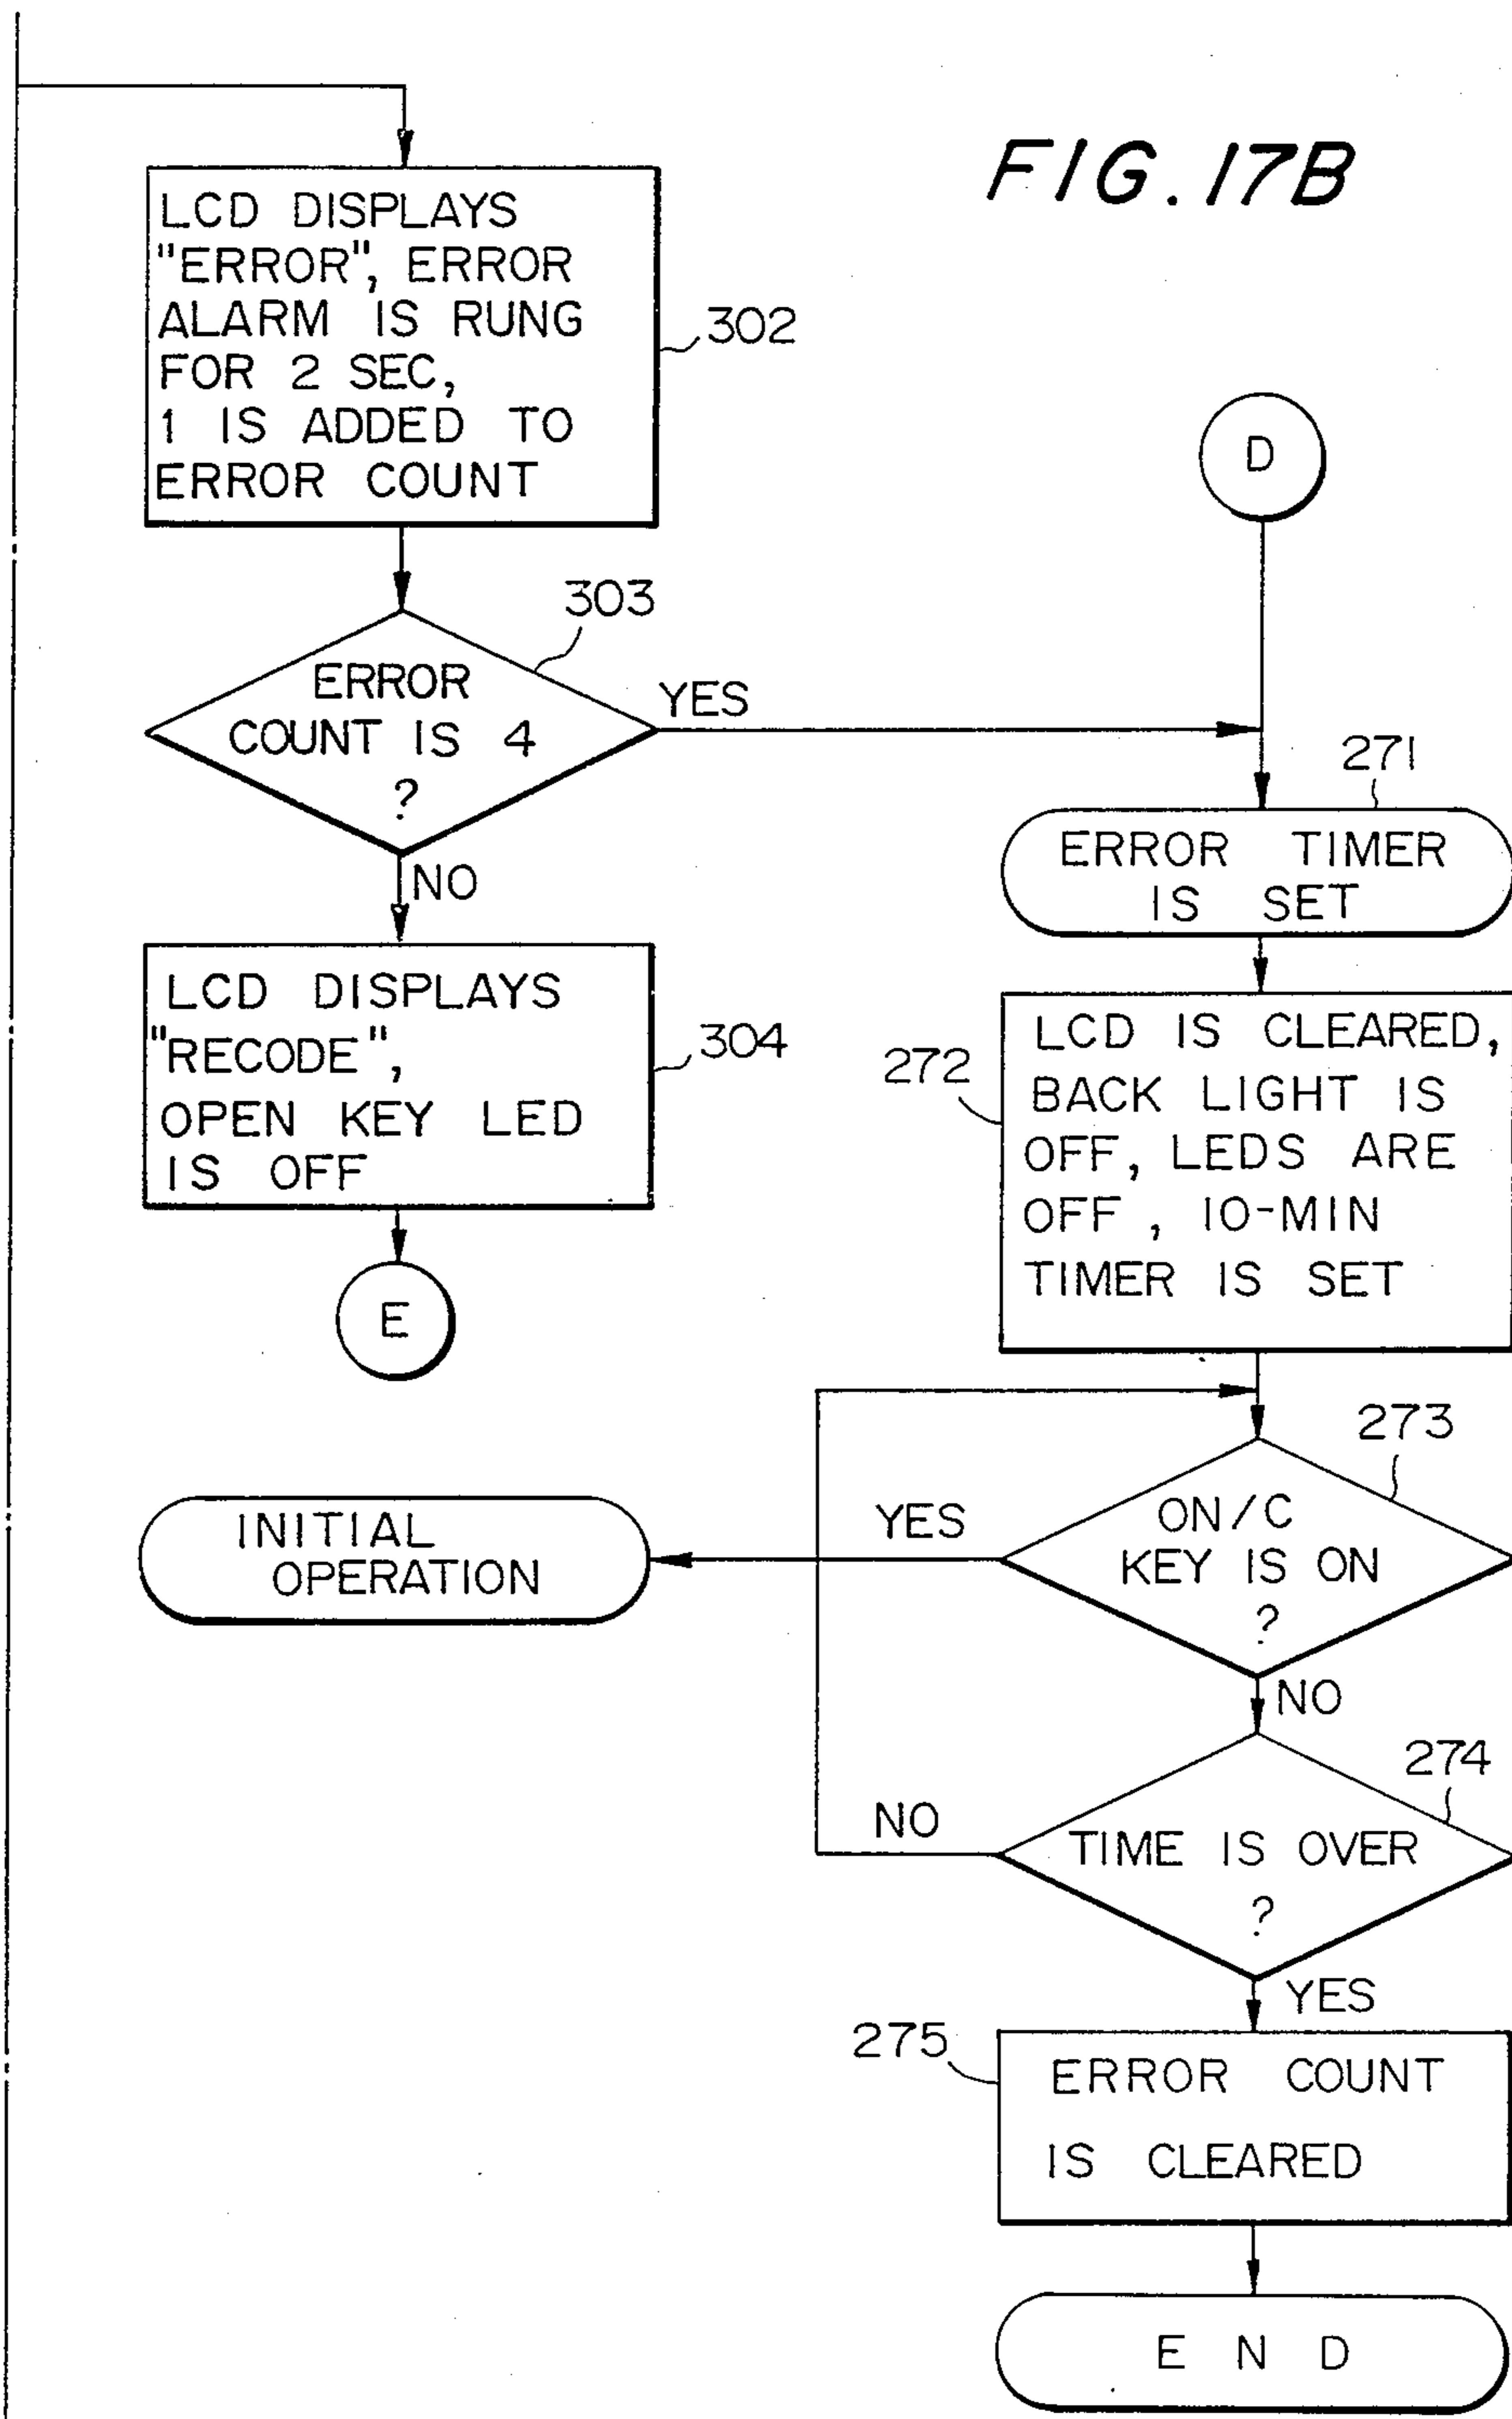 FIG. 17B
LCD DISPLAYS
"ERROR", ERROR
ALARM IS RUNG
FOR 2 SEC,
1 IS ADDED TO
ERROR COUNT
302
303
ERROR
COUNT IS 4
?
YES
NO
LCD DISPLAYS
"RECODE",
OPEN KEY LED
IS OFF
304
E
D
271
ERROR TIMER
IS SET
272
LCD IS CLEARED,
BACK LIGHT IS
OFF, LEDS ARE
OFF, 10-MIN
TIMER IS SET
273
ON/C
KEY IS ON
?
YES
INITIAL
OPERATION
NO
274
TIME IS OVER
?
NO
YES
275
ERROR COUNT
IS CLEARED
END